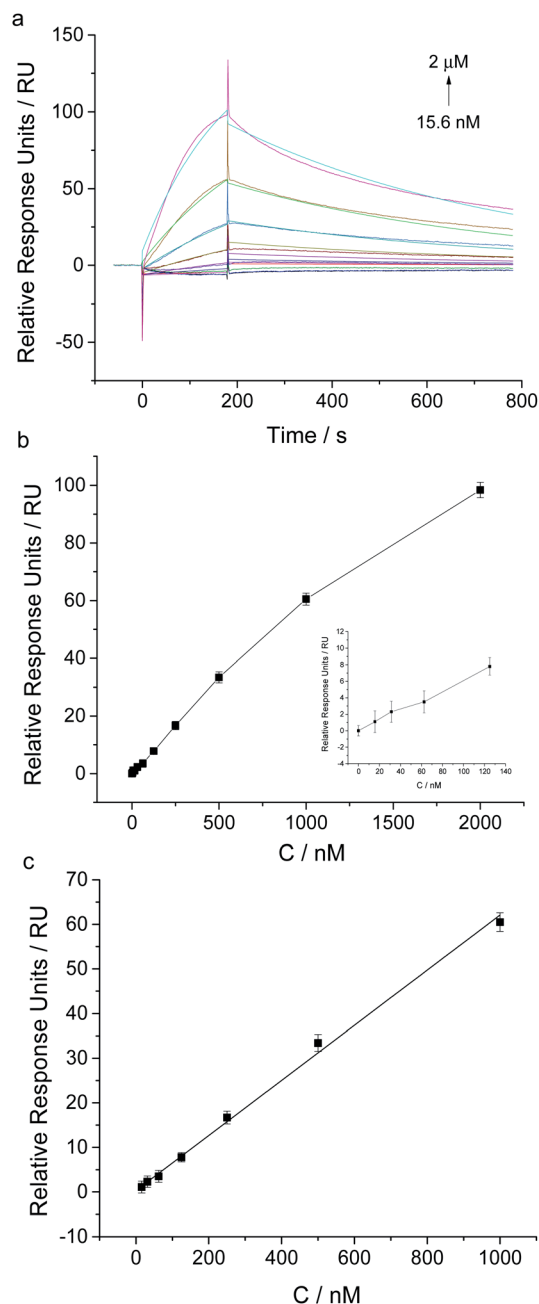 a
150
100
50
0
-50
Relative Response Units / RU
2 μM
15.6 nM
0 200 400 600 800
Time / s
b
100
80
60
40
20
0
Relative Response Units / RU
12
10
8
6
4
2
0
-2
-4
Relative Response Units / RU
0 20 40 60 80 100 120 140
C / nM
0 500 1000 1500 2000
C / nM
c
70
60
50
40
30
20
10
0
-10
Relative Response Units / RU
0 200 400 600 800 1000
C / nM